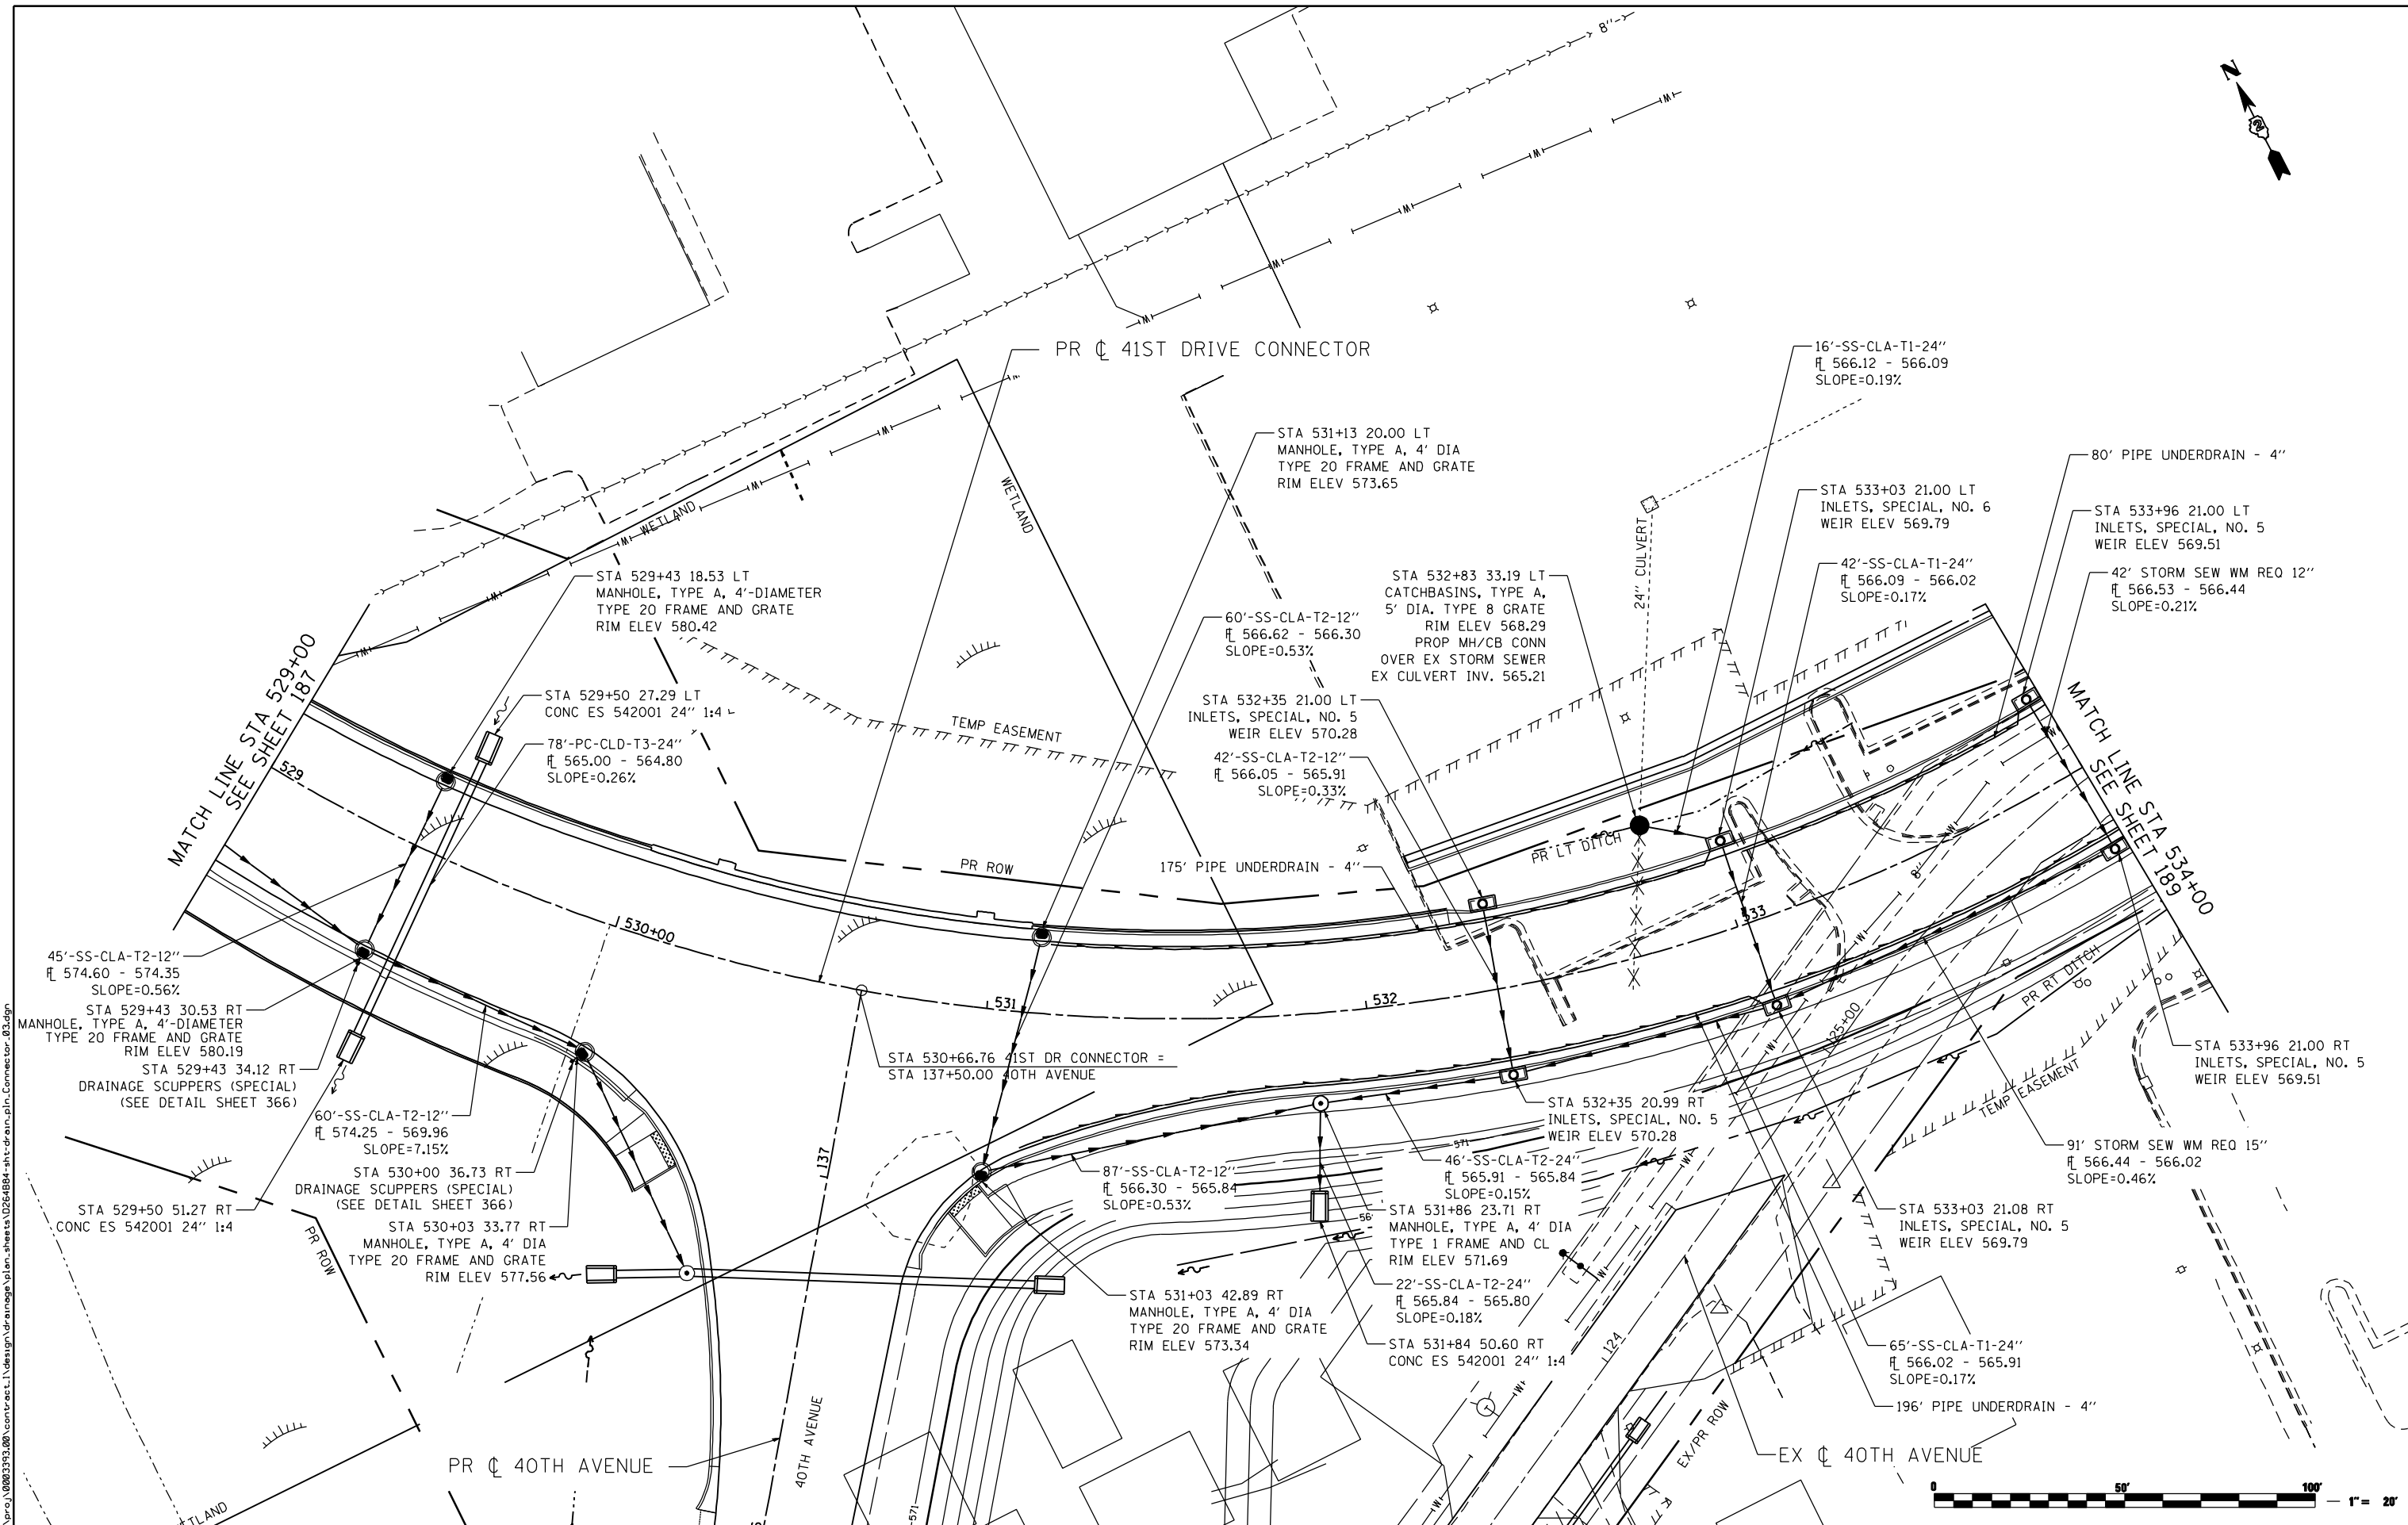 8"
N
2
PR ℄ 41ST DRIVE CONNECTOR
16'-SS-CLA-T1-24"
FL 566.12 - 566.09
SLOPE=0.19%
STA 531+13 20.00 LT
MANHOLE, TYPE A, 4' DIA
TYPE 20 FRAME AND GRATE
RIM ELEV 573.65
80' PIPE UNDERDRAIN - 4"
STA 533+03 21.00 LT
INLETS, SPECIAL, NO. 6
WEIR ELEV 569.79
STA 533+96 21.00 LT
INLETS, SPECIAL, NO. 5
WEIR ELEV 569.51
WETLAND
WETLAND
24" CULVERT
STA 529+43 18.53 LT
MANHOLE, TYPE A, 4'-DIAMETER
TYPE 20 FRAME AND GRATE
RIM ELEV 580.42
60'-SS-CLA-T2-12"
FL 566.62 - 566.30
SLOPE=0.53%
STA 532+83 33.19 LT
CATCHBASINS, TYPE A,
5' DIA, TYPE 8 GRATE
RIM ELEV 568.29
PROP MH/CB CONN
OVER EX STORM SEWER
EX CULVERT INV. 565.21
42'-SS-CLA-T1-24"
FL 566.09 - 566.02
SLOPE=0.17%
42' STORM SEW WM REQ 12"
FL 566.53 - 566.44
SLOPE=0.21%
MATCH LINE STA 529+00
SEE SHEET 187
STA 529+50 27.29 LT
CONC ES 542001 24" 1:4
78'-PC-CLD-T3-24"
FL 565.00 - 564.80
SLOPE=0.26%
TEMP EASEMENT
STA 532+35 21.00 LT
INLETS, SPECIAL, NO. 5
WEIR ELEV 570.28
42'-SS-CLA-T2-12"
FL 566.05 - 565.91
SLOPE=0.33%
MATCH LINE STA 534+00
SEE SHEET 189
529
PR LT DITCH
PR ROW
175' PIPE UNDERDRAIN - 4"
8"
530+00
531
532
533
45'-SS-CLA-T2-12"
FL 574.60 - 574.35
SLOPE=0.56%
STA 529+43 30.53 RT
MANHOLE, TYPE A, 4'-DIAMETER
TYPE 20 FRAME AND GRATE
RIM ELEV 580.19
STA 529+43 34.12 RT
DRAINAGE SCUPPERS (SPECIAL)
(SEE DETAIL SHEET 366)
PR RT DITCH
125+00
STA 530+66.76 41ST DR CONNECTOR =
STA 137+50.00 40TH AVENUE
STA 533+96 21.00 RT
INLETS, SPECIAL, NO. 5
WEIR ELEV 569.51
TEMP EASEMENT
60'-SS-CLA-T2-12"
FL 574.25 - 569.96
SLOPE=7.15%
STA 532+35 20.99 RT
INLETS, SPECIAL, NO. 5
WEIR ELEV 570.28
571
137
91' STORM SEW WM REQ 15"
FL 566.44 - 566.02
SLOPE=0.46%
STA 530+00 36.73 RT
DRAINAGE SCUPPERS (SPECIAL)
(SEE DETAIL SHEET 366)
87'-SS-CLA-T2-12"
FL 566.30 - 565.84
SLOPE=0.53%
46'-SS-CLA-T2-24"
FL 565.91 - 565.84
SLOPE=0.15%
STA 529+50 51.27 RT
CONC ES 542001 24" 1:4
PR ROW
STA 530+03 33.77 RT
MANHOLE, TYPE A, 4' DIA
TYPE 20 FRAME AND GRATE
RIM ELEV 577.56
STA 531+86 23.71 RT
MANHOLE, TYPE A, 4' DIA
TYPE 1 FRAME AND CL
RIM ELEV 571.69
STA 533+03 21.08 RT
INLETS, SPECIAL, NO. 5
WEIR ELEV 569.79
STA 531+03 42.89 RT
MANHOLE, TYPE A, 4' DIA
TYPE 20 FRAME AND GRATE
RIM ELEV 573.34
22'-SS-CLA-T2-24"
FL 565.84 - 565.80
SLOPE=0.18%
STA 531+84 50.60 RT
CONC ES 542001 24" 1:4
124
65'-SS-CLA-T1-24"
FL 566.02 - 565.91
SLOPE=0.17%
196' PIPE UNDERDRAIN - 4"
EX/PR ROW
EX ℄ 40TH AVENUE
PR ℄ 40TH AVENUE
40TH AVENUE
571
0 50' 100'
1"= 20'